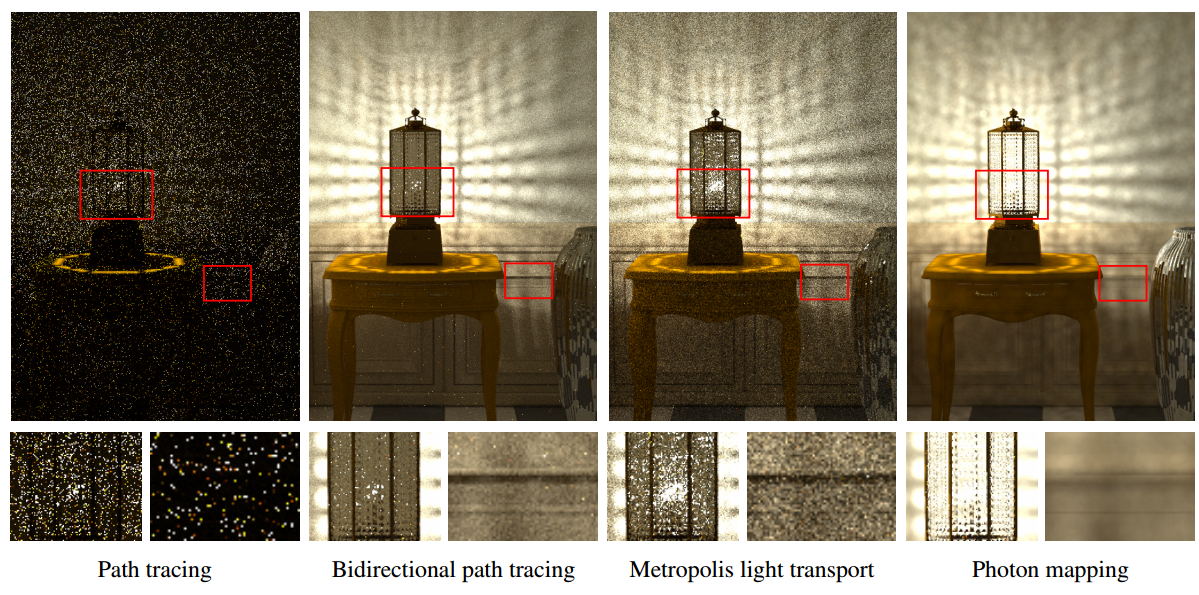 Path tracing
Bidirectional path tracing
Metropolis light transport
Photon mapping